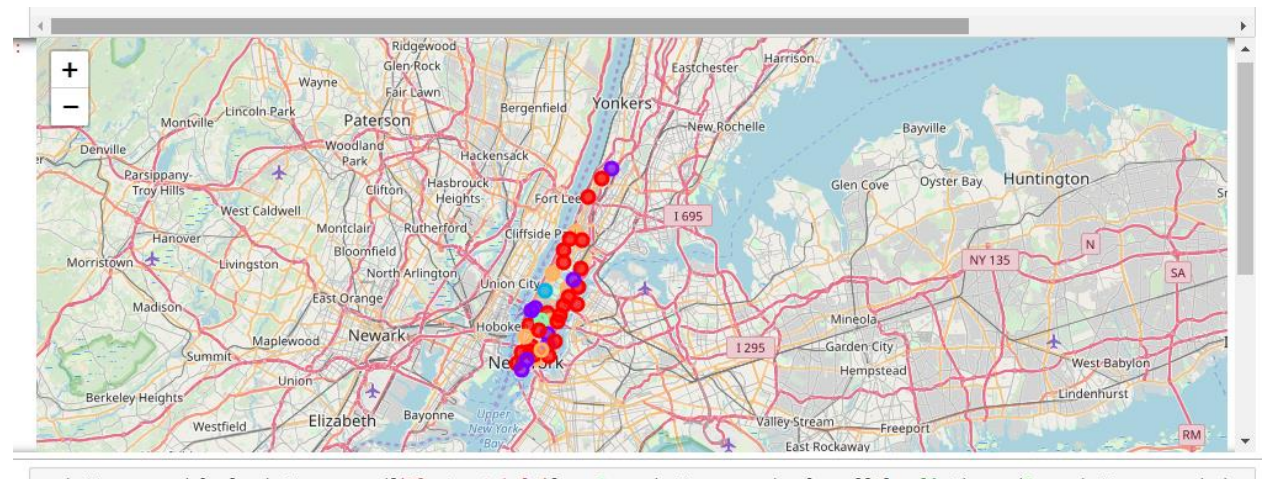 +
−
Ridgewood
Glen Rock
Eastchester
Harrison
Wayne
Fair Lawn
Yonkers
Lincoln Park
Bergenfield
Montville
Paterson
New Rochelle
Bayville
Denville
Woodland
Park
Hackensack
Parsippany-
Troy Hills
Clifton
Hasbrouck
Heights
Fort Lee
Glen Cove
Oyster Bay
Huntington
West Caldwell
I 695
Montclair
Rutherford
Cliffside
Hanover
Bloomfield
N
Morristown
Livingston
North Arlington
NY 135
SA
Union City
East Orange
Madison
Mineola
Newark
Maplewood
I 295
Garden City
Summit
Hempstead
West Babylon
Union
Lindenhurst
Berkeley Heights
Elizabeth
Bayonne
Upper
New York
Bay
Valley Stream
Freeport
Westfield
RM
East Rockaway